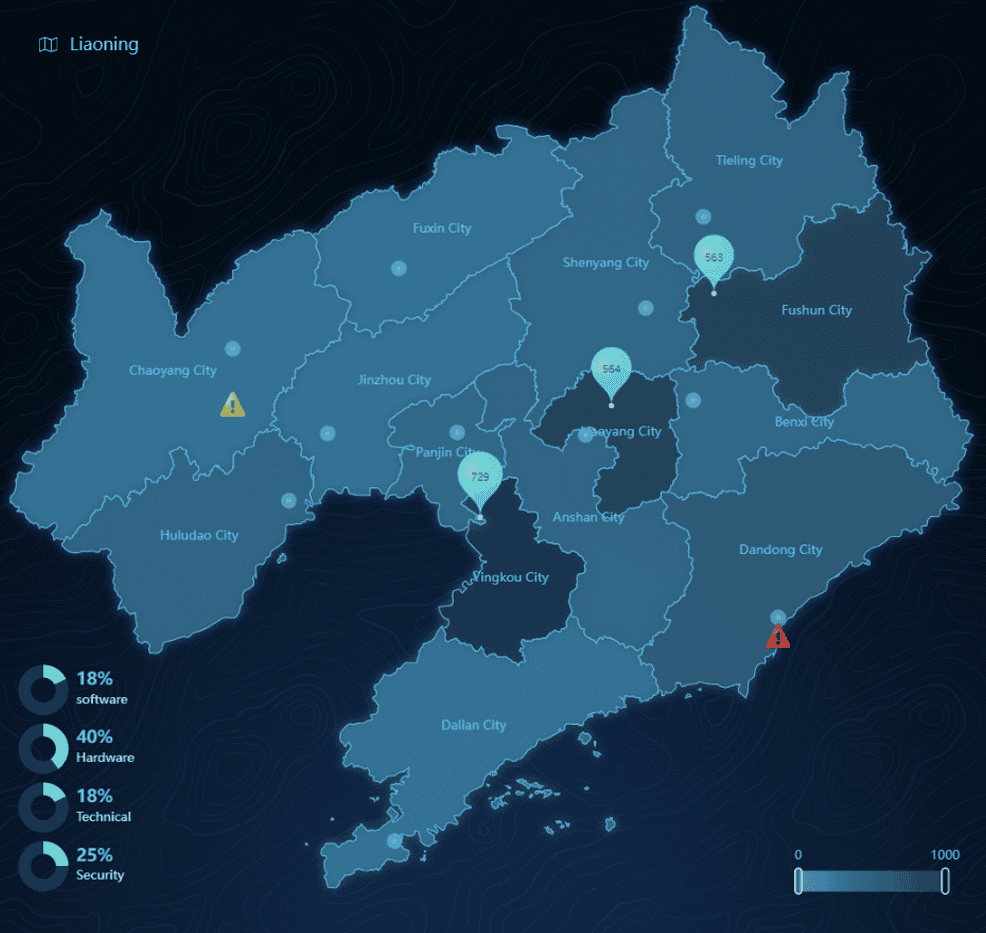 Liaoning
Tieling City
Fuxin City
563
Shenyang City
Fushun City
Chaoyang City
564
Jinzhou City
Benxi City
Liaoyang City
Panjin City
729
Anshan City
Huludao City
Dandong City
Yingkou City
18%
software
Dalian City
40%
Hardware
18%
Technical
25%
Security
0 1000